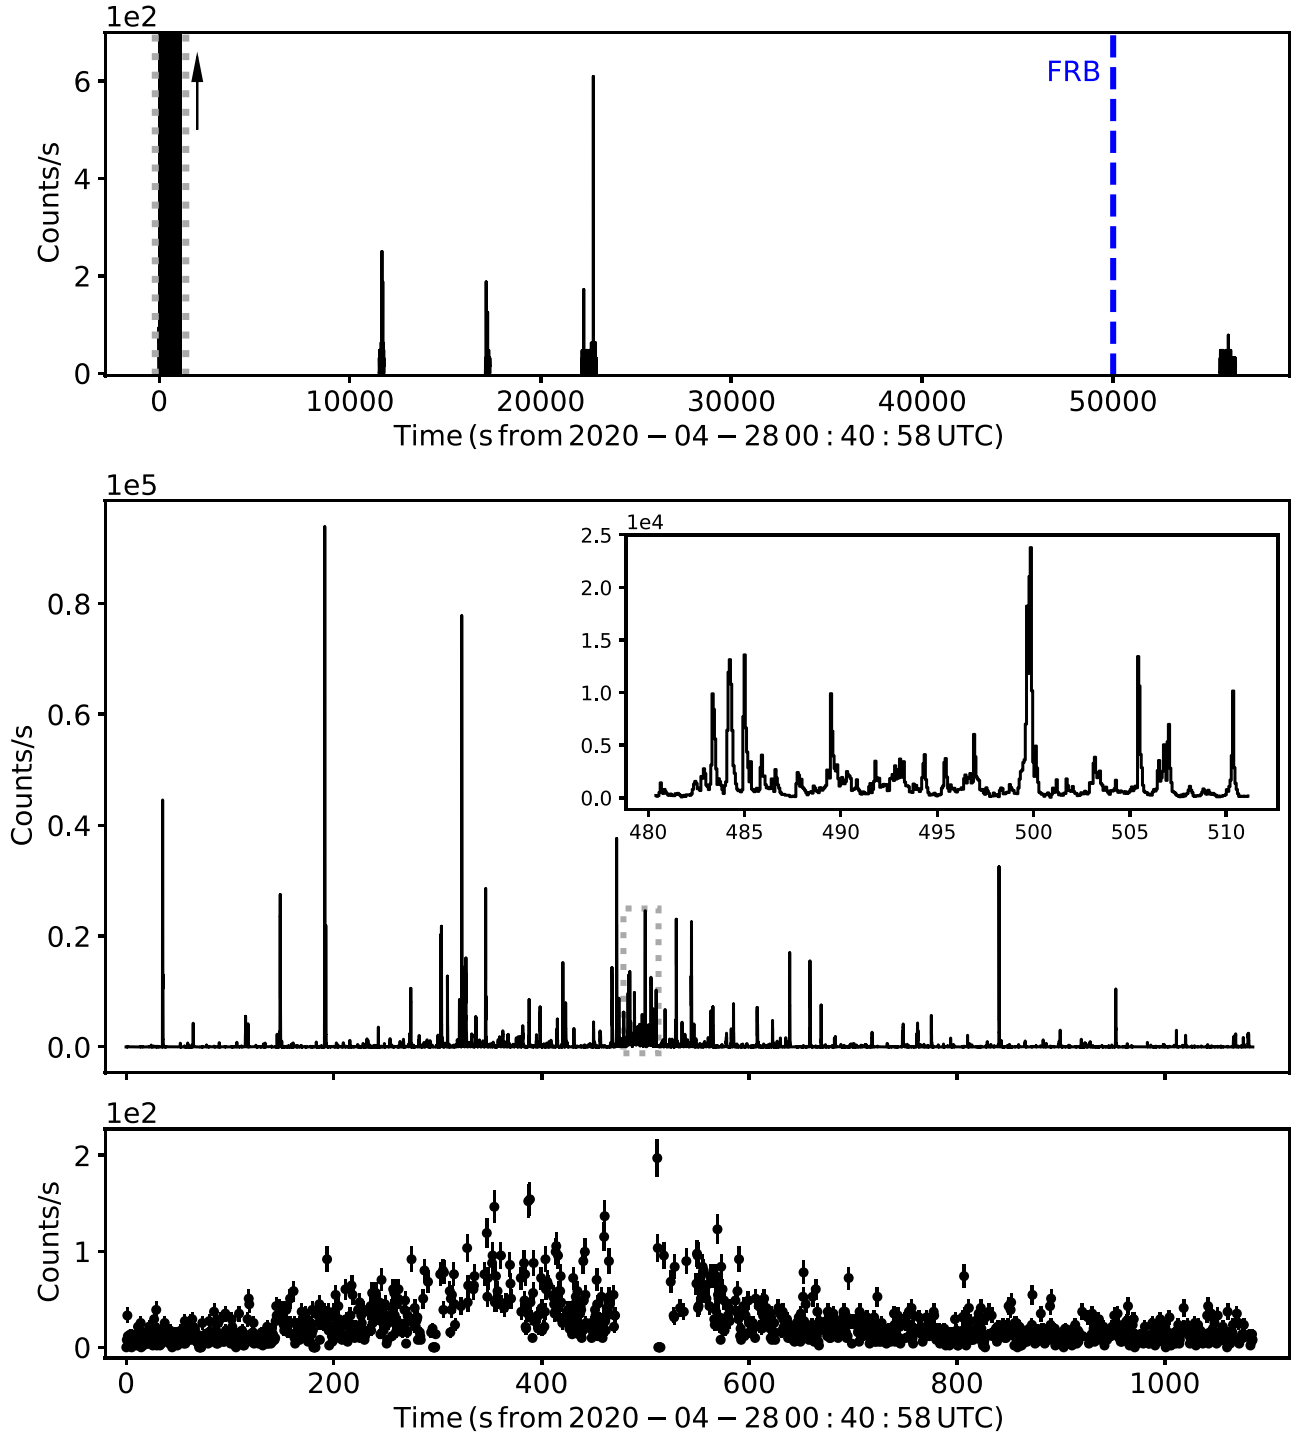 1e2
6
4
2
0
Counts/s
FRB
0 10000 20000 30000 40000 50000
Time (s from 2020 − 04 − 28 00 : 40 : 58 UTC)
1e5
0.8
0.6
0.4
0.2
0.0
Counts/s
1e4
2.5
2.0
1.5
1.0
0.5
0.0
480 485 490 495 500 505 510
1e2
2
1
0
Counts/s
0 200 400 600 800 1000
Time (s from 2020 − 04 − 28 00 : 40 : 58 UTC)